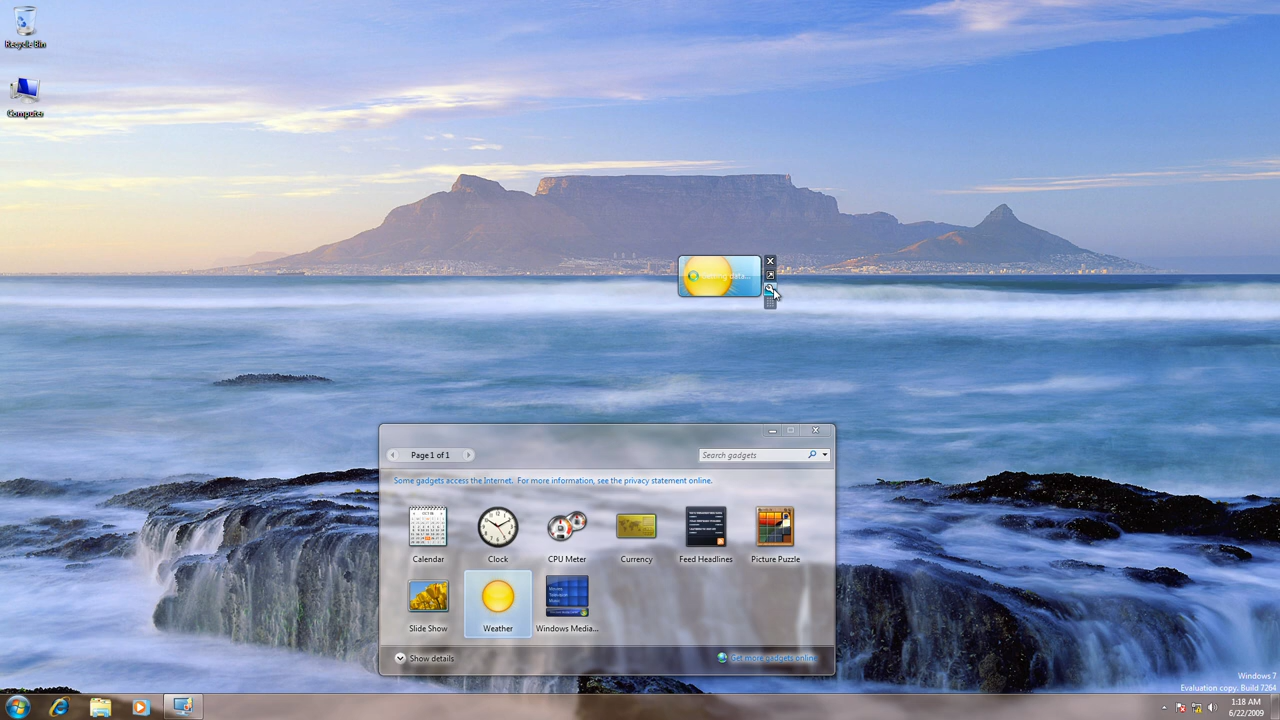 Recycle Bin
Computer
Getting data...
Page 1 of 1
Search gadgets
Some gadgets access the Internet. For more information, see the privacy statement online.
Calendar
Clock
CPU Meter
Currency
Feed Headlines
Picture Puzzle
Slide Show
Weather
Windows Media...
Show details
Get more gadgets online
Windows 7
Evaluation copy. Build 7264
1:18 AM
6/22/2009